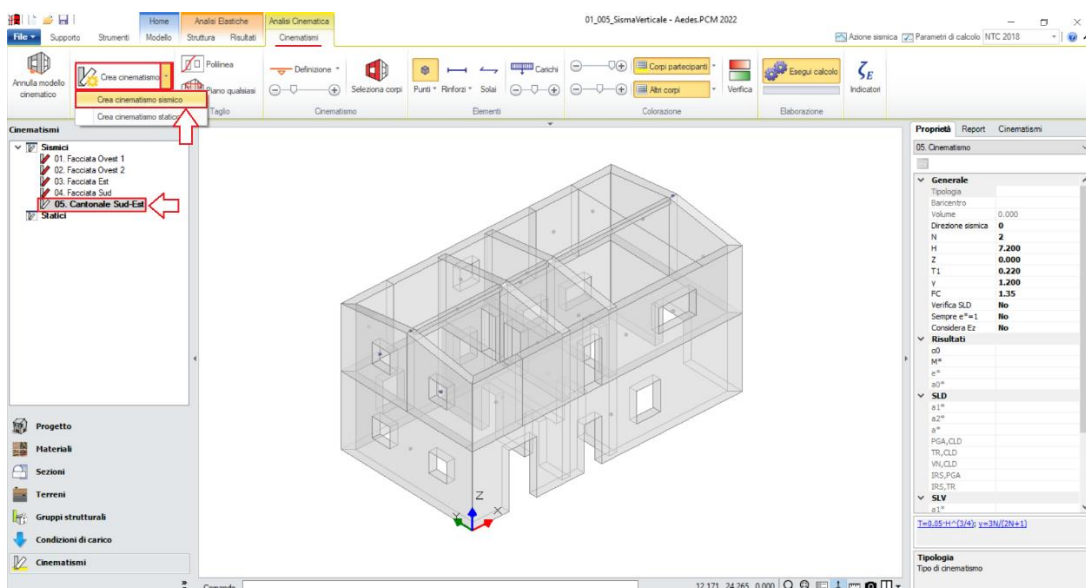 01_005_SismaVerticale - Aedes.PCM 2022
Home
Analisi Elastiche
Analisi Cinematica
File
Supporto
Strumenti
Modello
Struttura
Risultati
Cinematismi
Azione sismica
Parametri di calcolo
NTC 2018
Annulla modello
cinematico
Crea cinematismo
Crea cinematismo sismico
Crea cinematismo statico
Polilinea
Piano qualsiasi
Taglio
Definizione
Seleziona corpi
Cinematismo
Punti
Rinforzi
Solai
Carichi
Elementi
Corpi partecipanti
Altri corpi
Colorazione
Verifica
Esegui calcolo
Elaborazione
ζE
Indicatori
Cinematismi
Sismici
01. Facciata Ovest 1
02. Facciata Ovest 2
03. Facciata Est
04. Facciata Sud
05. Cantonale Sud-Est
Statici
Progetto
Materiali
Sezioni
Terreni
Gruppi strutturali
Condizioni di carico
Cinematismi
Z
Y
X
Comando
12.171 24.265 0.000
Proprietà Report Cinematismi
05. Cinematismo
Generale
Tipologia
Baricentro
Volume 0.000
Direzione sismica 0
N 2
H 7.200
Z 0.000
T1 0.220
γ 1.200
FC 1.35
Verifica SLD No
Sempre e*=1 No
Considera Ez No
Risultati
α0
M*
e*
a0*
SLD
a1*
a2*
a*
PGA,CLD
TR,CLD
VN,CLD
IRS,PGA
IRS,TR
SLV
a1*
T=0.05·H^(3/4); γ=3N/(2N+1)
Tipologia
Tipo di cinematismo